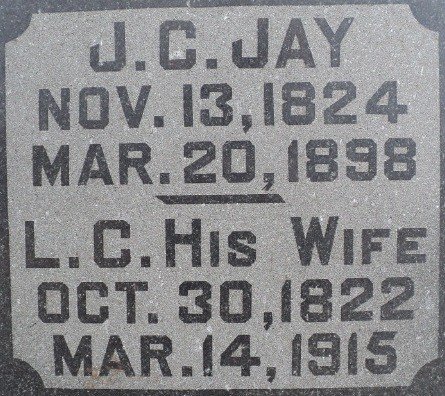 J.C. JAY
NOV. 13, 1824
MAR. 20, 1898
L.C. HIS WIFE
OCT. 30, 1822
MAR. 14, 1915